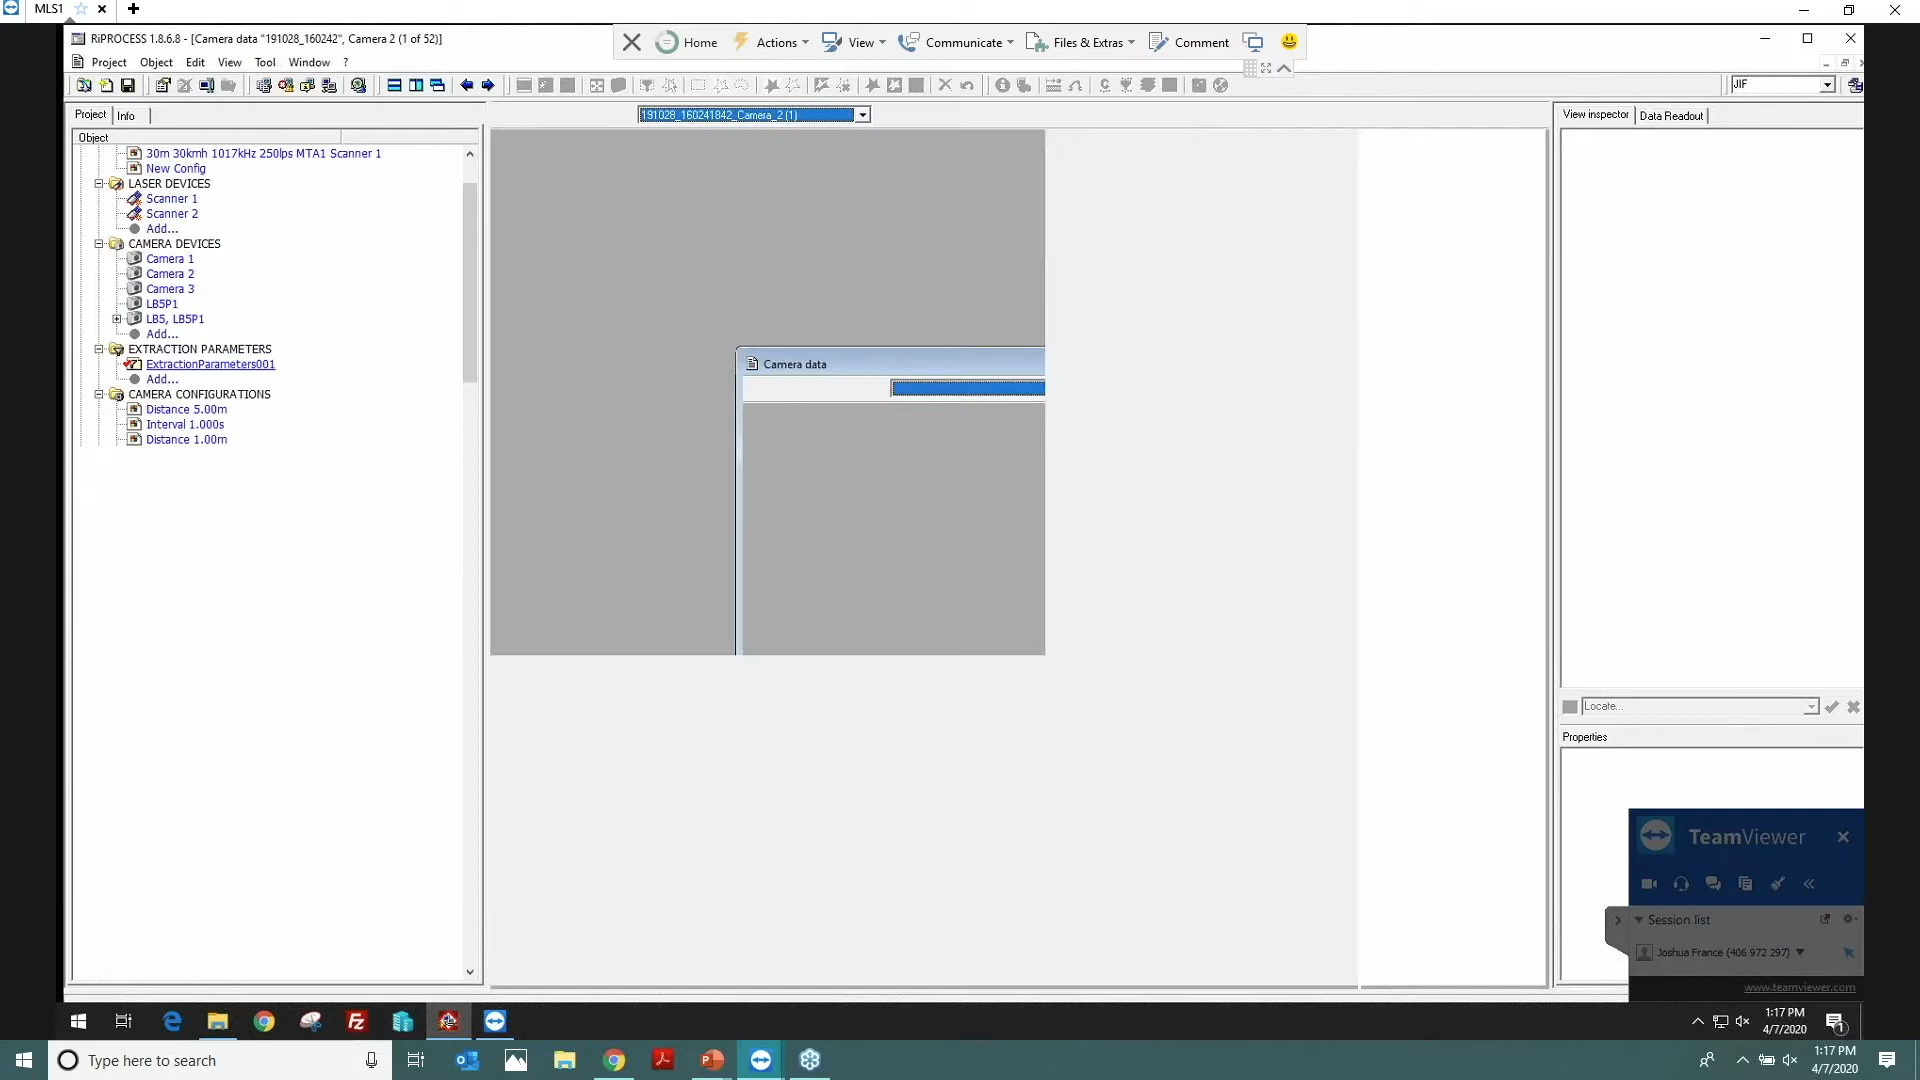 MLS1
RiPROCESS 1.8.6.8 - [Camera data "191028_160242", Camera 2 (1 of 52)]
Home
Actions
View
Communicate
Files & Extras
Comment
Project
Object
Edit
View
Tool
Window
?
JIF
Project
Info
191028_160241842_Camera_2 (1)
View inspector
Data Readout
Object
30m 30kmh 1017kHz 250lps MTA1 Scanner 1
New Config
LASER DEVICES
Scanner 1
Scanner 2
Add...
CAMERA DEVICES
Camera 1
Camera 2
Camera 3
LB5P1
LB5, LB5P1
Add...
EXTRACTION PARAMETERS
ExtractionParameters001
Add...
CAMERA CONFIGURATIONS
Distance 5.00m
Interval 1.000s
Distance 1.00m
Camera data
Locate...
Properties
TeamViewer
Session list
Joshua France (406 972 297)
www.teamviewer.com
1:17 PM
4/7/2020
1
Type here to search
1:17 PM
4/7/2020